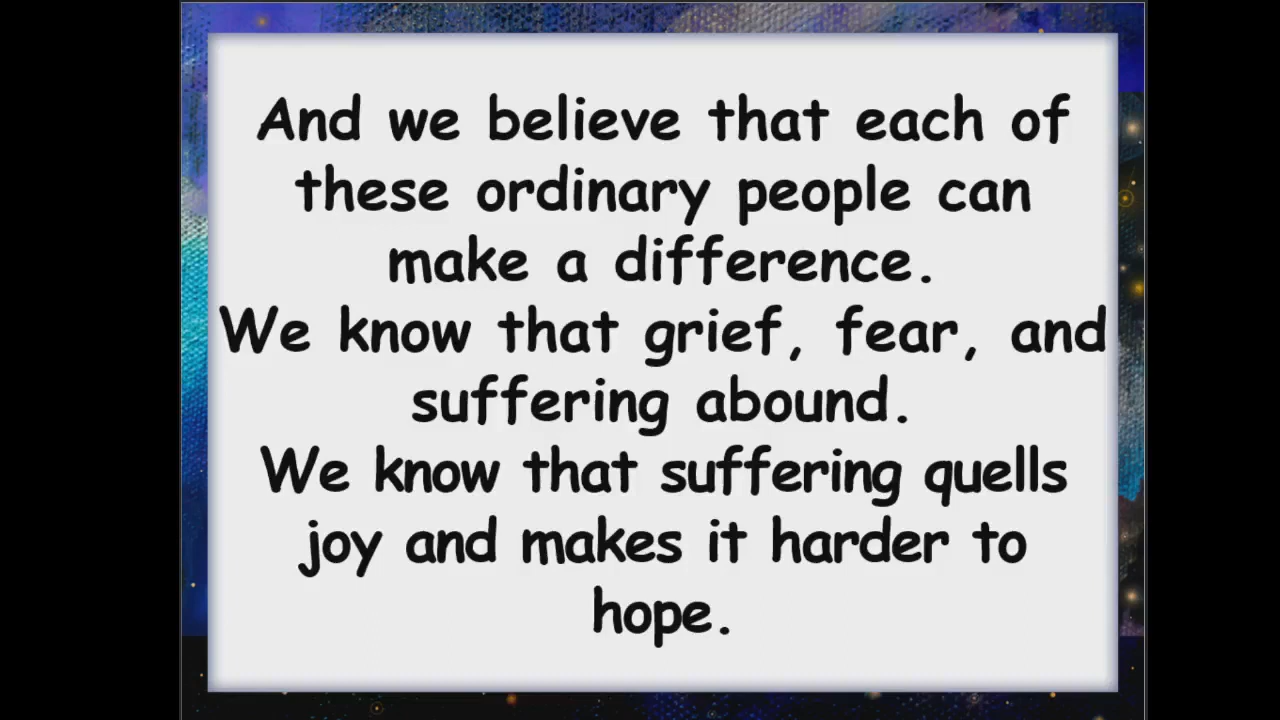 And we believe that each of
these ordinary people can
make a difference.
We know that grief, fear, and
suffering abound.
We know that suffering quells
joy and makes it harder to
hope.